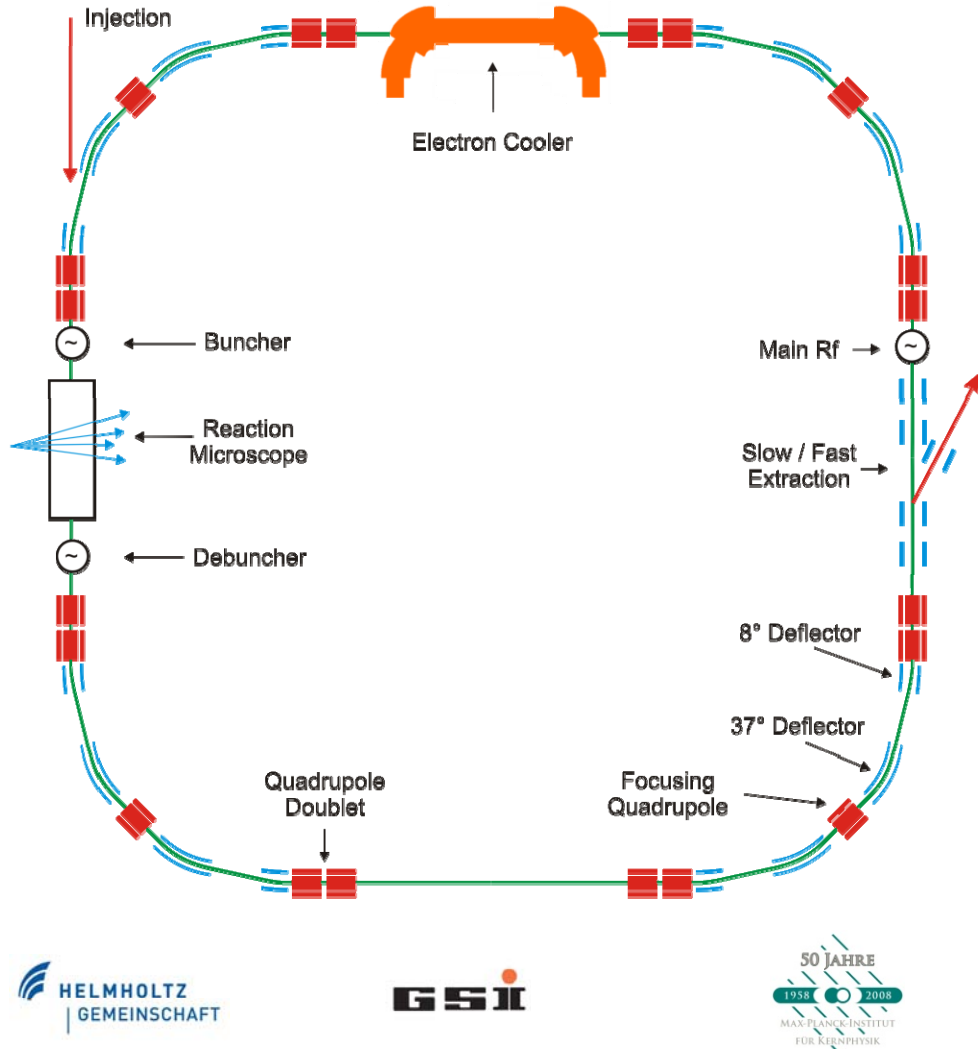 Injection
Electron Cooler
~
Buncher
~
Main Rf
Reaction
Microscope
Slow / Fast
Extraction
~
Debuncher
8° Deflector
37° Deflector
Quadrupole
Doublet
Focusing
Quadrupole
HELMHOLTZ
GEMEINSCHAFT
GSI
50 JAHRE
1958
2008
MAX-PLANCK-INSTITUT
FÜR KERNPHYSIK